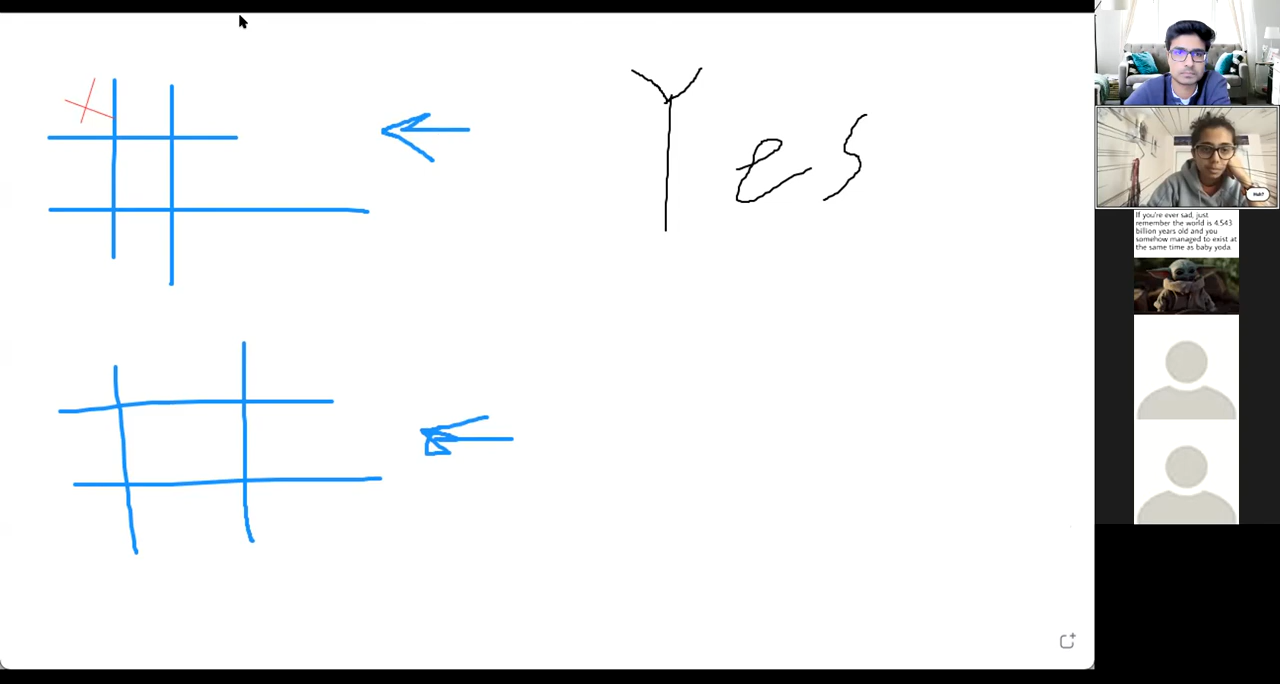 Yes
If you're ever sad, just
remember the world is 4.543
billion years old and you
somehow managed to exist at
the same time as baby yoda.